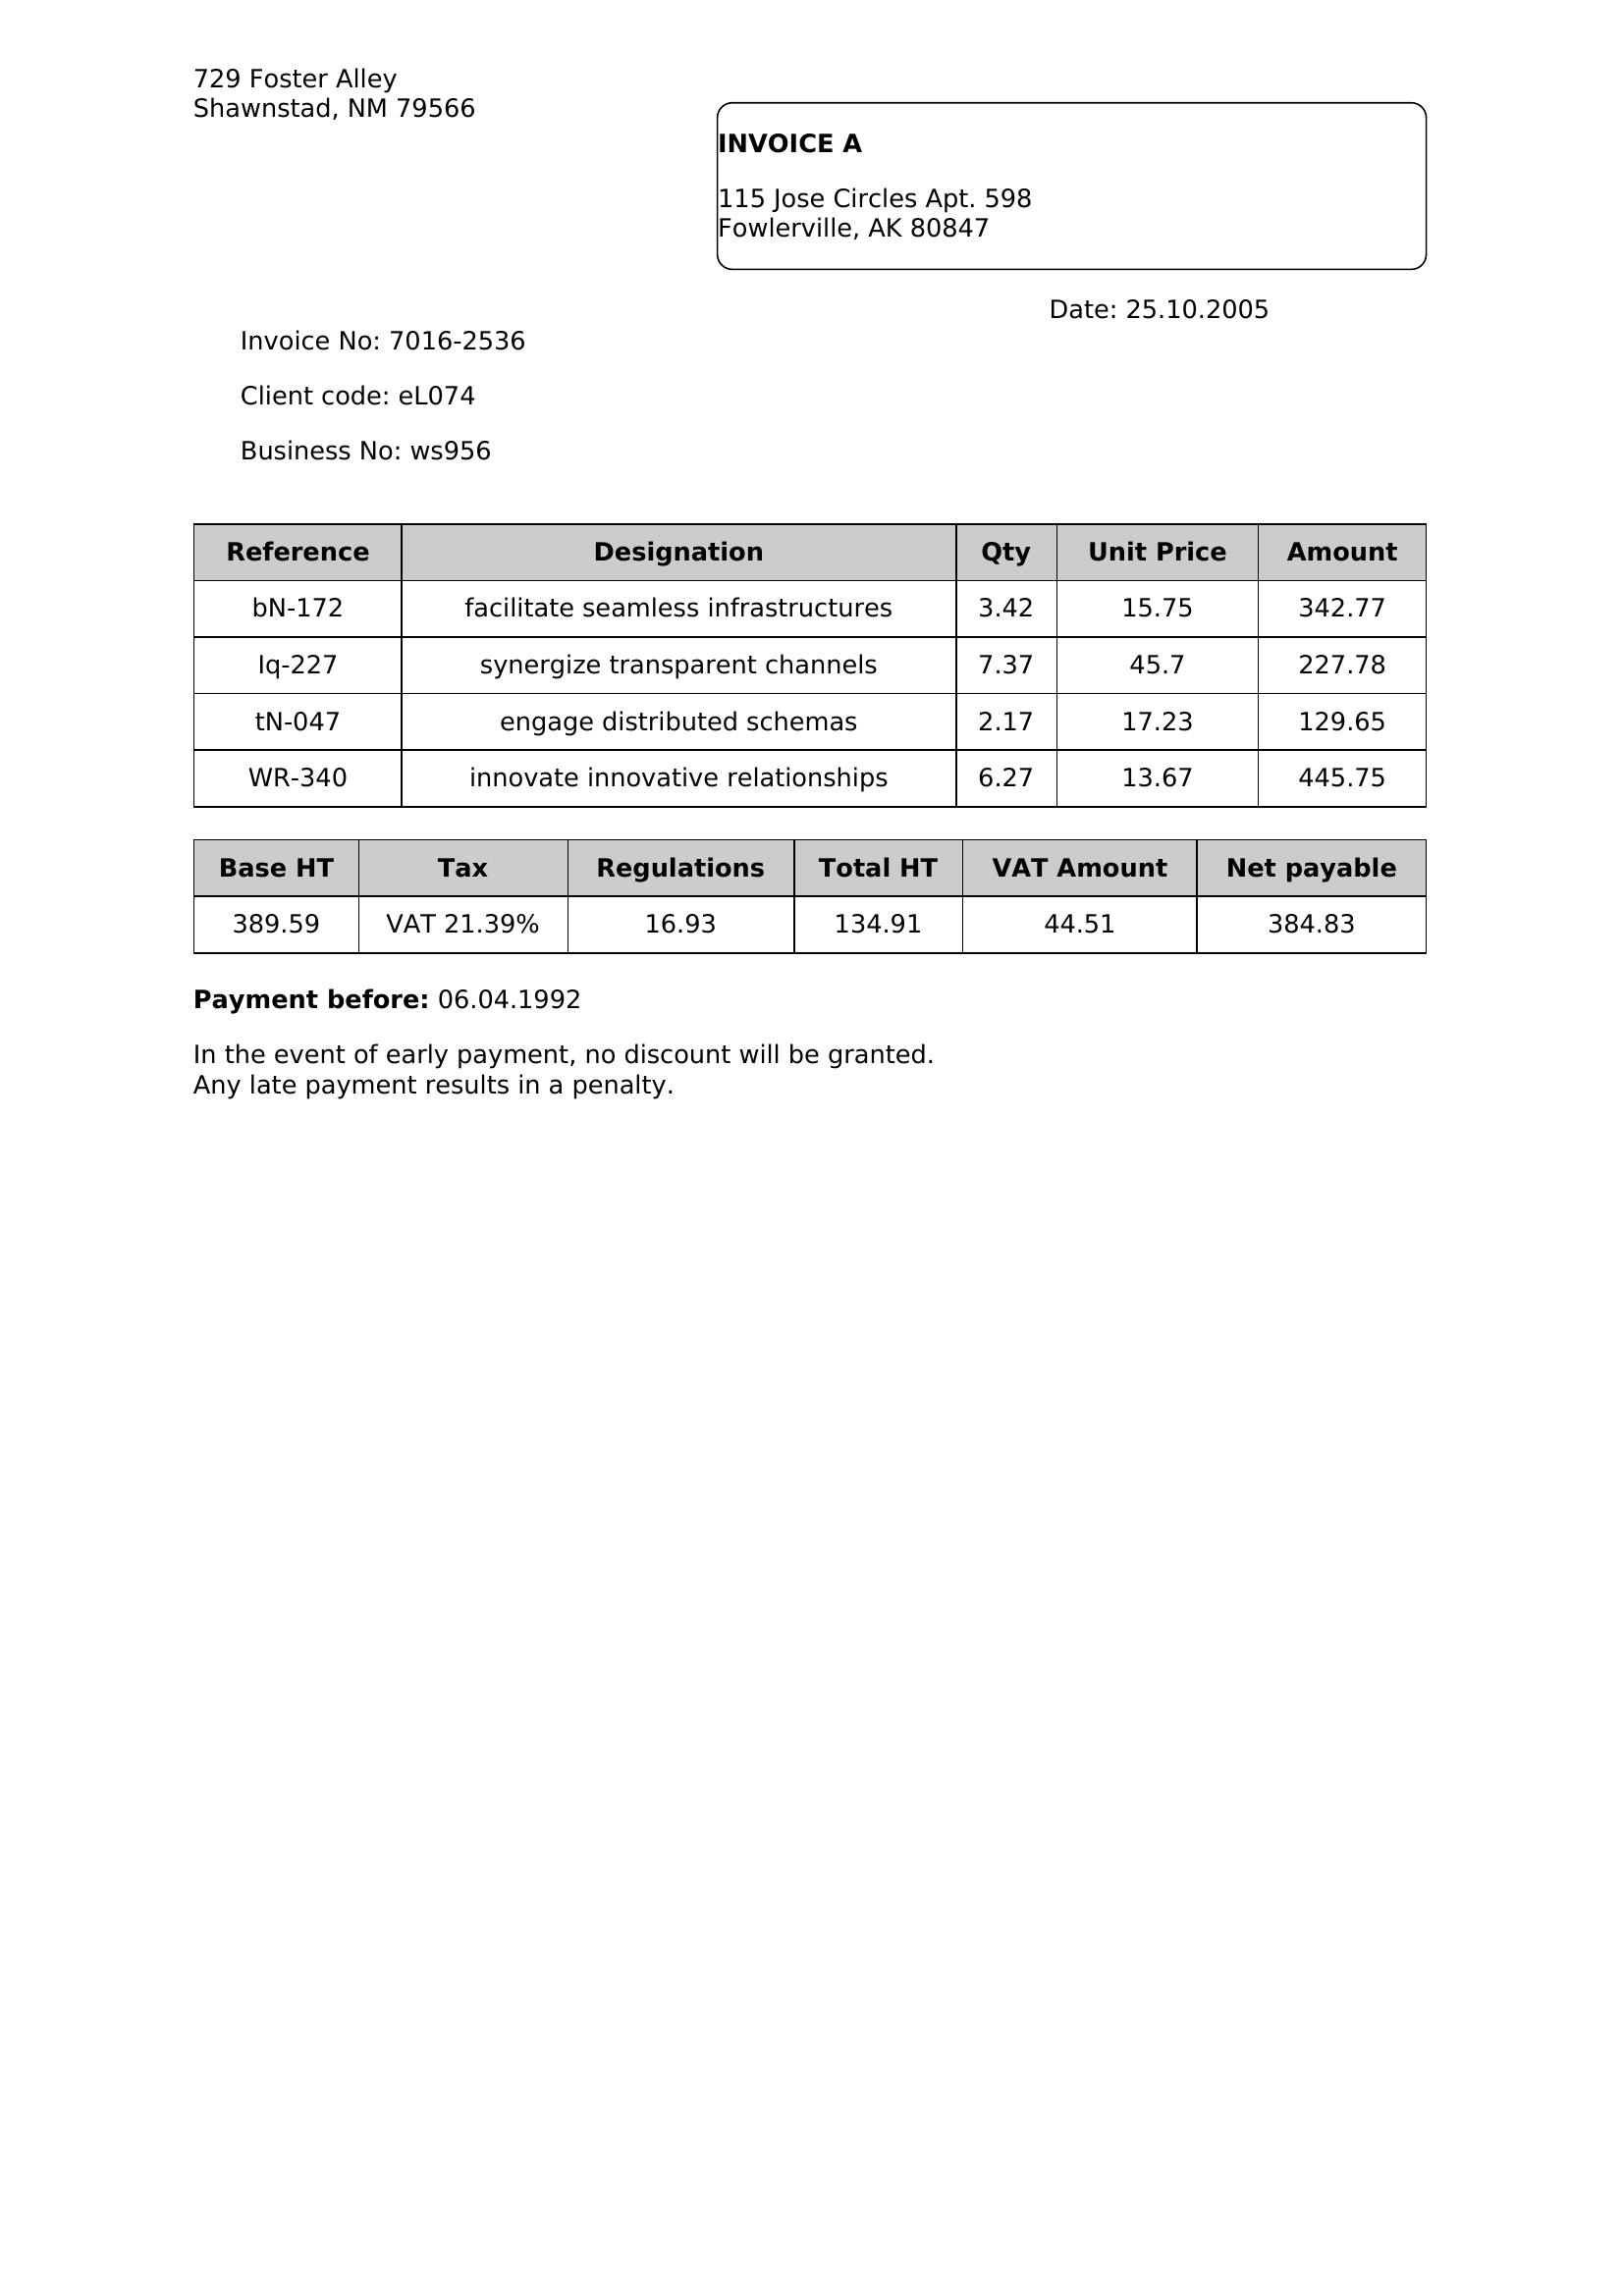 729 Foster Alley
Shawnstad, NM 79566
INVOICE A
115 Jose Circles Apt. 598
Fowlerville, AK 80847
Date: 25.10.2005
Invoice No: 7016-2536
Client code: eL074
Business No: ws956
Reference Designation Qty Unit Price Amount
bN-172 facilitate seamless infrastructures 3.42 15.75 342.77
Iq-227 synergize transparent channels 7.37 45.7 227.78
tN-047 engage distributed schemas 2.17 17.23 129.65
WR-340 innovate innovative relationships 6.27 13.67 445.75
Base HT Tax Regulations Total HT VAT Amount Net payable
389.59 VAT 21.39% 16.93 134.91 44.51 384.83
Payment before: 06.04.1992
In the event of early payment, no discount will be granted.
Any late payment results in a penalty.